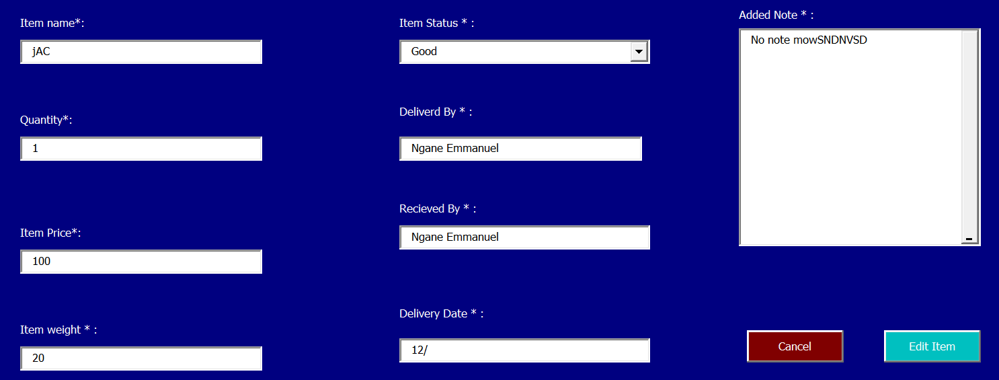 Item name*:
jAC
Quantity*:
1
Item Price*:
100
Item weight * :
20
Item Status * :
Good
Deliverd By * :
Ngane Emmanuel
Recieved By * :
Ngane Emmanuel
Delivery Date * :
12/
Added Note * :
No note mowSNDNVSD
Cancel
Edit Item